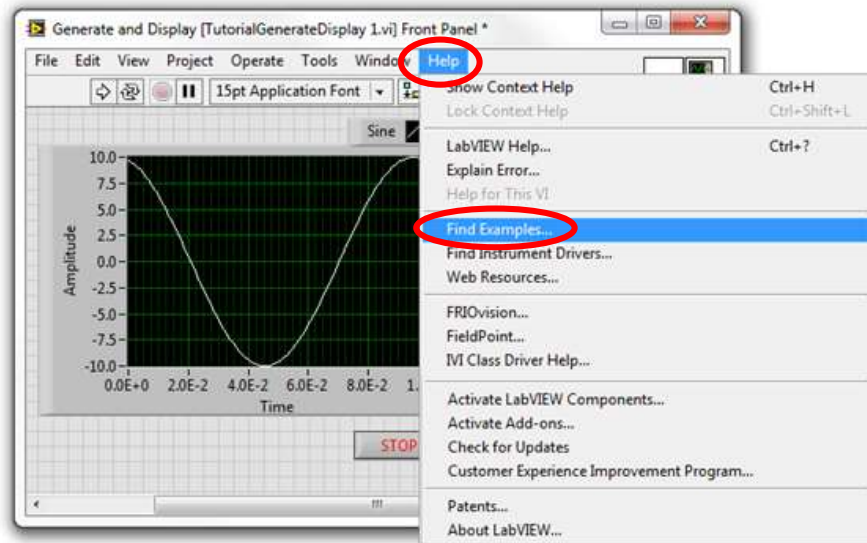 Generate and Display [TutorialGenerateDisplay 1.vi] Front Panel *
File Edit View Project Operate Tools Window Help
15pt Application Font
Show Context Help Ctrl+H
Lock Context Help Ctrl+Shift+L
LabVIEW Help... Ctrl+?
Explain Error...
Help for This VI
Find Examples...
Find Instrument Drivers...
Web Resources...
FRIOvision...
FieldPoint...
IVI Class Driver Help...
Activate LabVIEW Components...
Activate Add-ons...
Check for Updates
Customer Experience Improvement Program...
Patents...
About LabVIEW...
Sine
Amplitude
10.0
7.5
5.0
2.5
0.0
-2.5
-5.0
-7.5
-10.0
0.0E+0 2.0E-2 4.0E-2 6.0E-2 8.0E-2 1.
Time
STOP